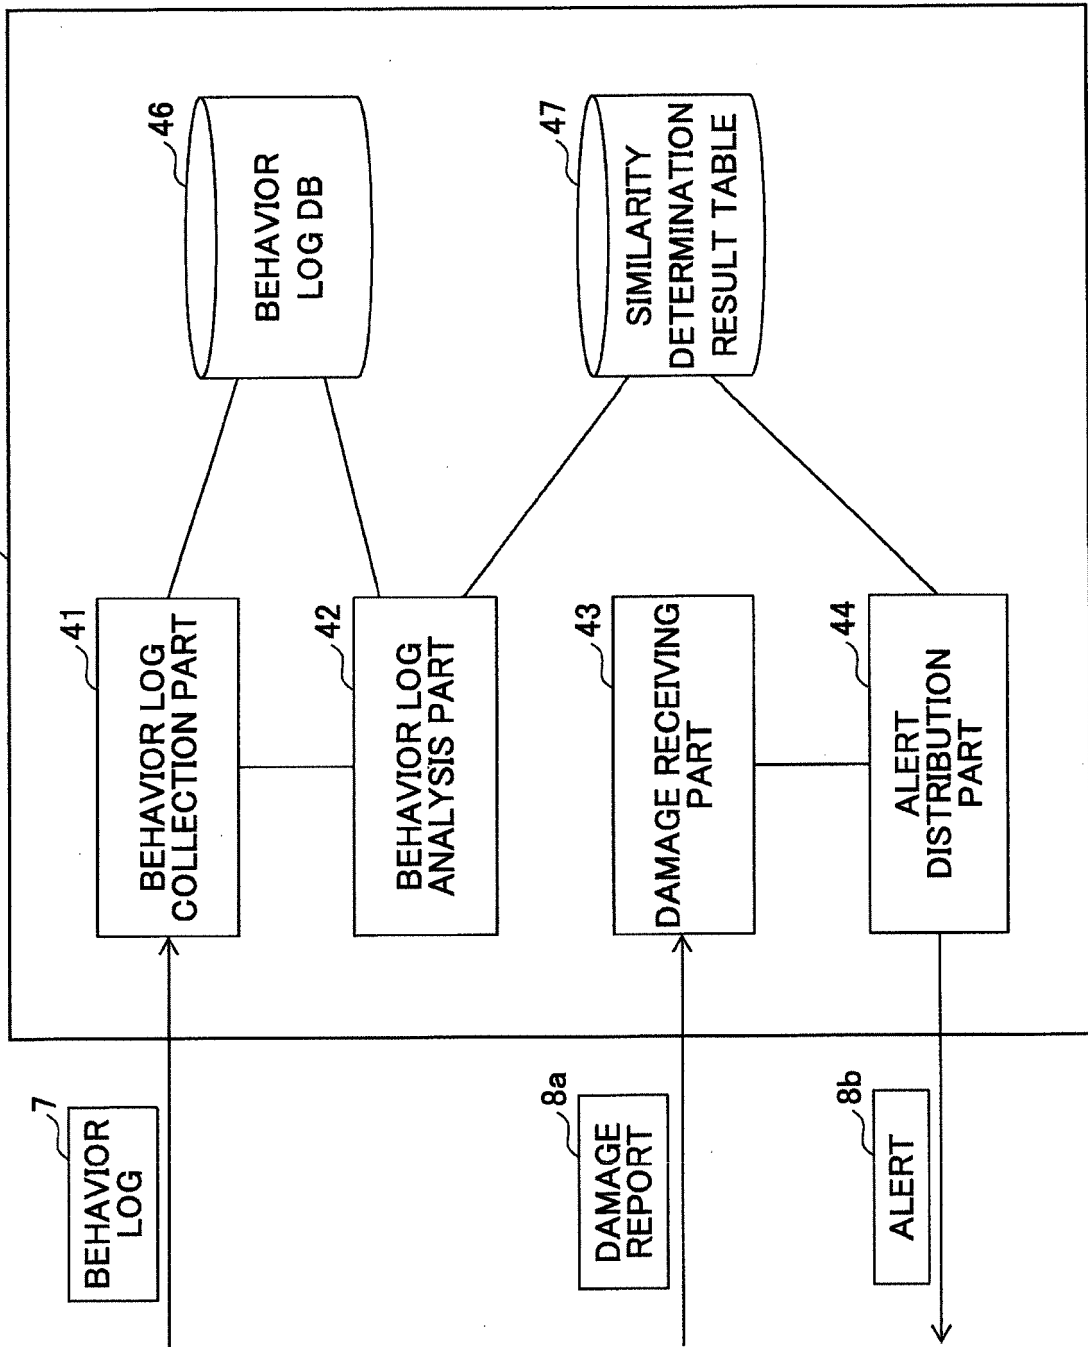 7
BEHAVIOR
LOG
41
BEHAVIOR LOG
COLLECTION PART
46
BEHAVIOR
LOG DB
42
BEHAVIOR LOG
ANALYSIS PART
8a
DAMAGE
REPORT
43
DAMAGE RECEIVING
PART
47
SIMILARITY
DETERMINATION
RESULT TABLE
8b
ALERT
44
ALERT
DISTRIBUTION
PART